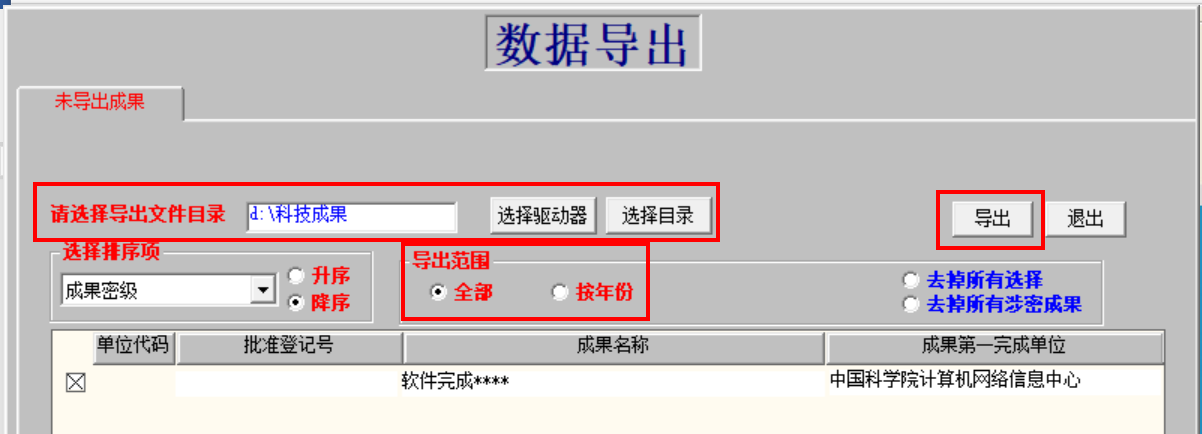 数据导出
未导出成果
请选择导出文件目录 d:\科技成果 选择驱动器 选择目录 导出 退出
选择排序项 导出范围
成果密级 升序 全部 按年份 去掉所有选择
降序 去掉所有涉密成果
单位代码 批准登记号 成果名称 成果第一完成单位
软件完成**** 中国科学院计算机网络信息中心